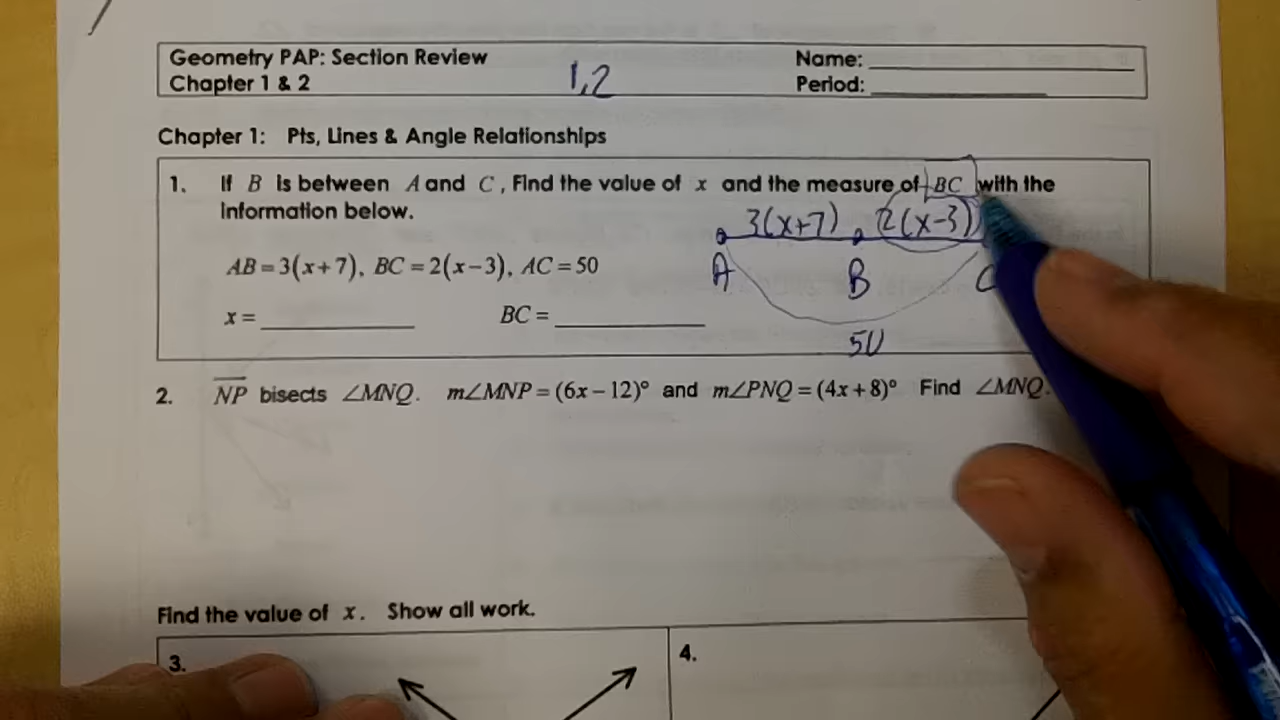 Geometry PAP: Section Review
Chapter 1 & 2
1,2
Name:
Period:
Chapter 1: Pts, Lines & Angle Relationships
1. If B is between A and C, Find the value of x and the measure of BC with the
Information below.
3(x+7) 2(x-3)
AB = 3(x+7), BC = 2(x-3), AC = 50
A B C
x = BC =
50
2. N̅P̅ bisects ∠MNQ. m∠MNP = (6x-12)° and m∠PNQ = (4x+8)° Find ∠MNQ.
Find the value of x. Show all work.
3. 4.